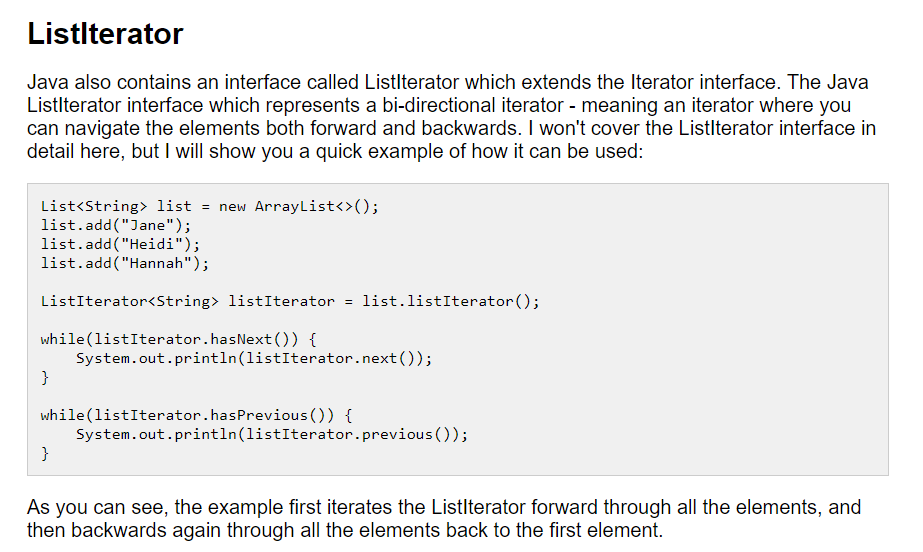 ListIterator
Java also contains an interface called ListIterator which extends the Iterator interface. The Java
ListIterator interface which represents a bi-directional iterator - meaning an iterator where you
can navigate the elements both forward and backwards. I won't cover the ListIterator interface in
detail here, but I will show you a quick example of how it can be used:
List<String> list = new ArrayList<>();
list.add("Jane");
list.add("Heidi");
list.add("Hannah");
ListIterator<String> listIterator = list.listIterator();
while(listIterator.hasNext()) {
    System.out.println(listIterator.next());
}
while(listIterator.hasPrevious()) {
    System.out.println(listIterator.previous());
}
As you can see, the example first iterates the ListIterator forward through all the elements, and
then backwards again through all the elements back to the first element.